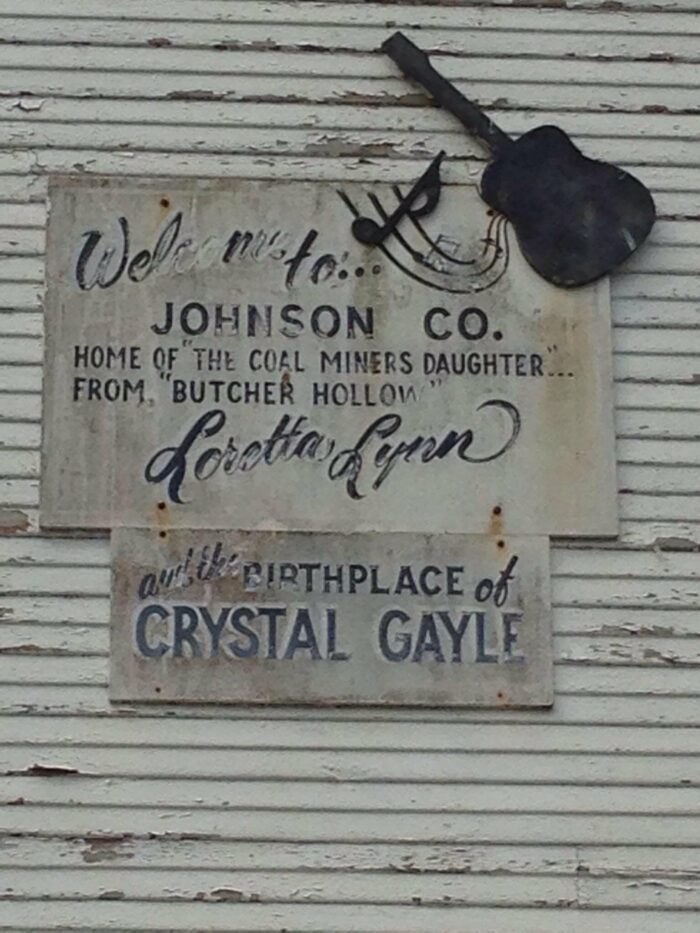 Welcome to...
JOHNSON CO.
HOME OF "THE COAL MINERS DAUGHTER"...
FROM, "BUTCHER HOLLOW"
Loretta Lynn
and the BIRTHPLACE of
CRYSTAL GAYLE